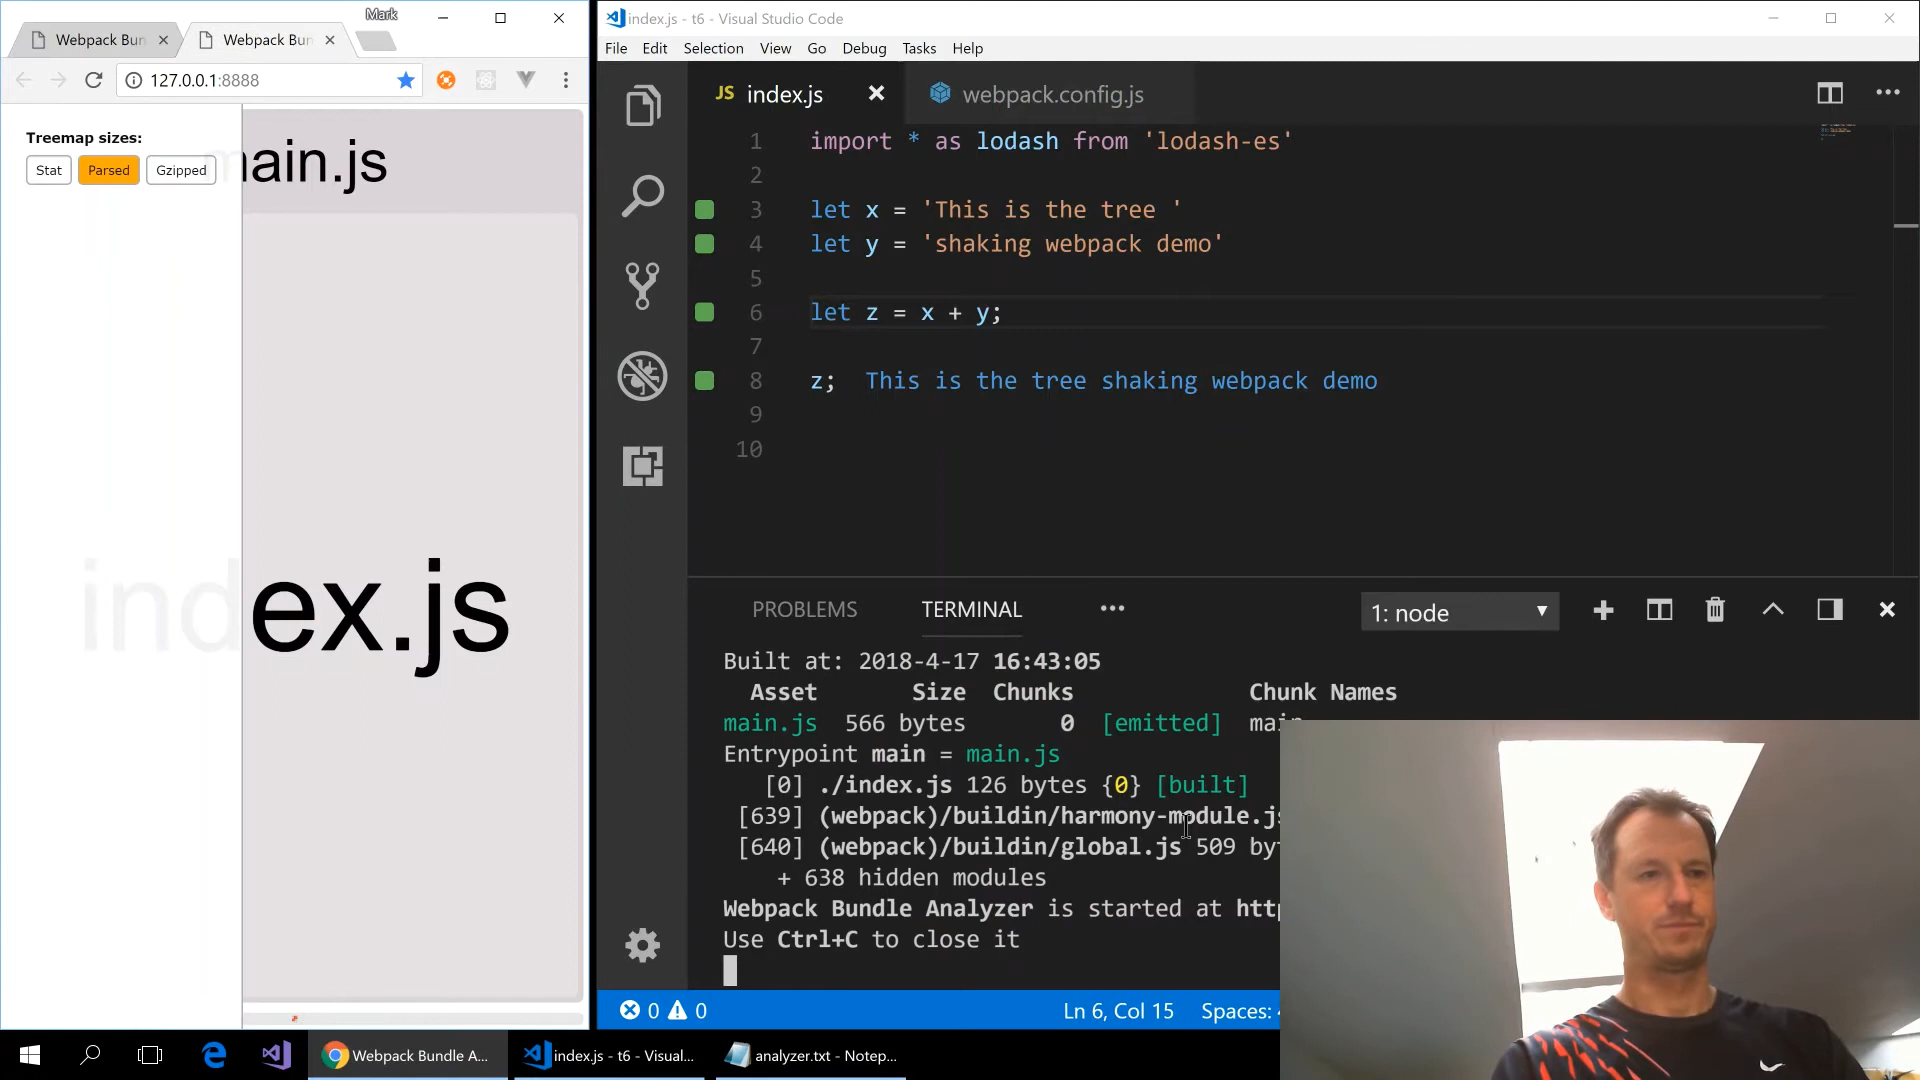 Mark
Webpack Bun
Webpack Bun
127.0.0.1:8888
Treemap sizes:
Stat
Parsed
Gzipped
main.js
index.js
index.js - t6 - Visual Studio Code
File Edit Selection View Go Debug Tasks Help
JS index.js
webpack.config.js
1 import * as lodash from 'lodash-es'
2
3 let x = 'This is the tree '
4 let y = 'shaking webpack demo'
5
6 let z = x + y;
7
8 z; This is the tree shaking webpack demo
9
10
PROBLEMS TERMINAL
1: node
Built at: 2018-4-17 16:43:05
Asset Size Chunks Chunk Names
main.js 566 bytes 0 [emitted] main
Entrypoint main = main.js
[0] ./index.js 126 bytes {0} [built]
[639] (webpack)/buildin/harmony-module.js
[640] (webpack)/buildin/global.js 509 byt
+ 638 hidden modules
Webpack Bundle Analyzer is started at http
Use Ctrl+C to close it
0 0
Ln 6, Col 15 Spaces:
Webpack Bundle A...
index.js - t6 - Visual...
analyzer.txt - Notep...